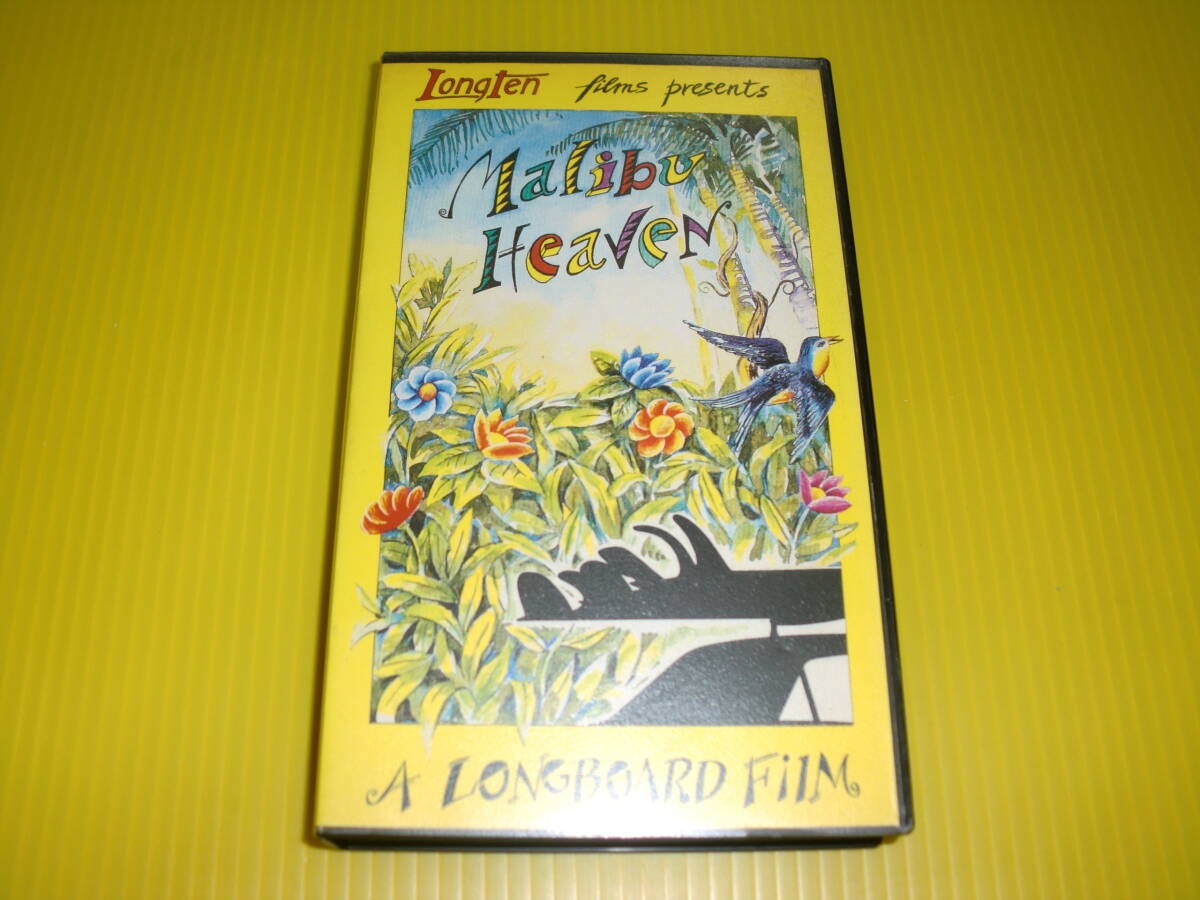 LongTen films presents
Malibu
Heaven
A LONGBOARD FiLM